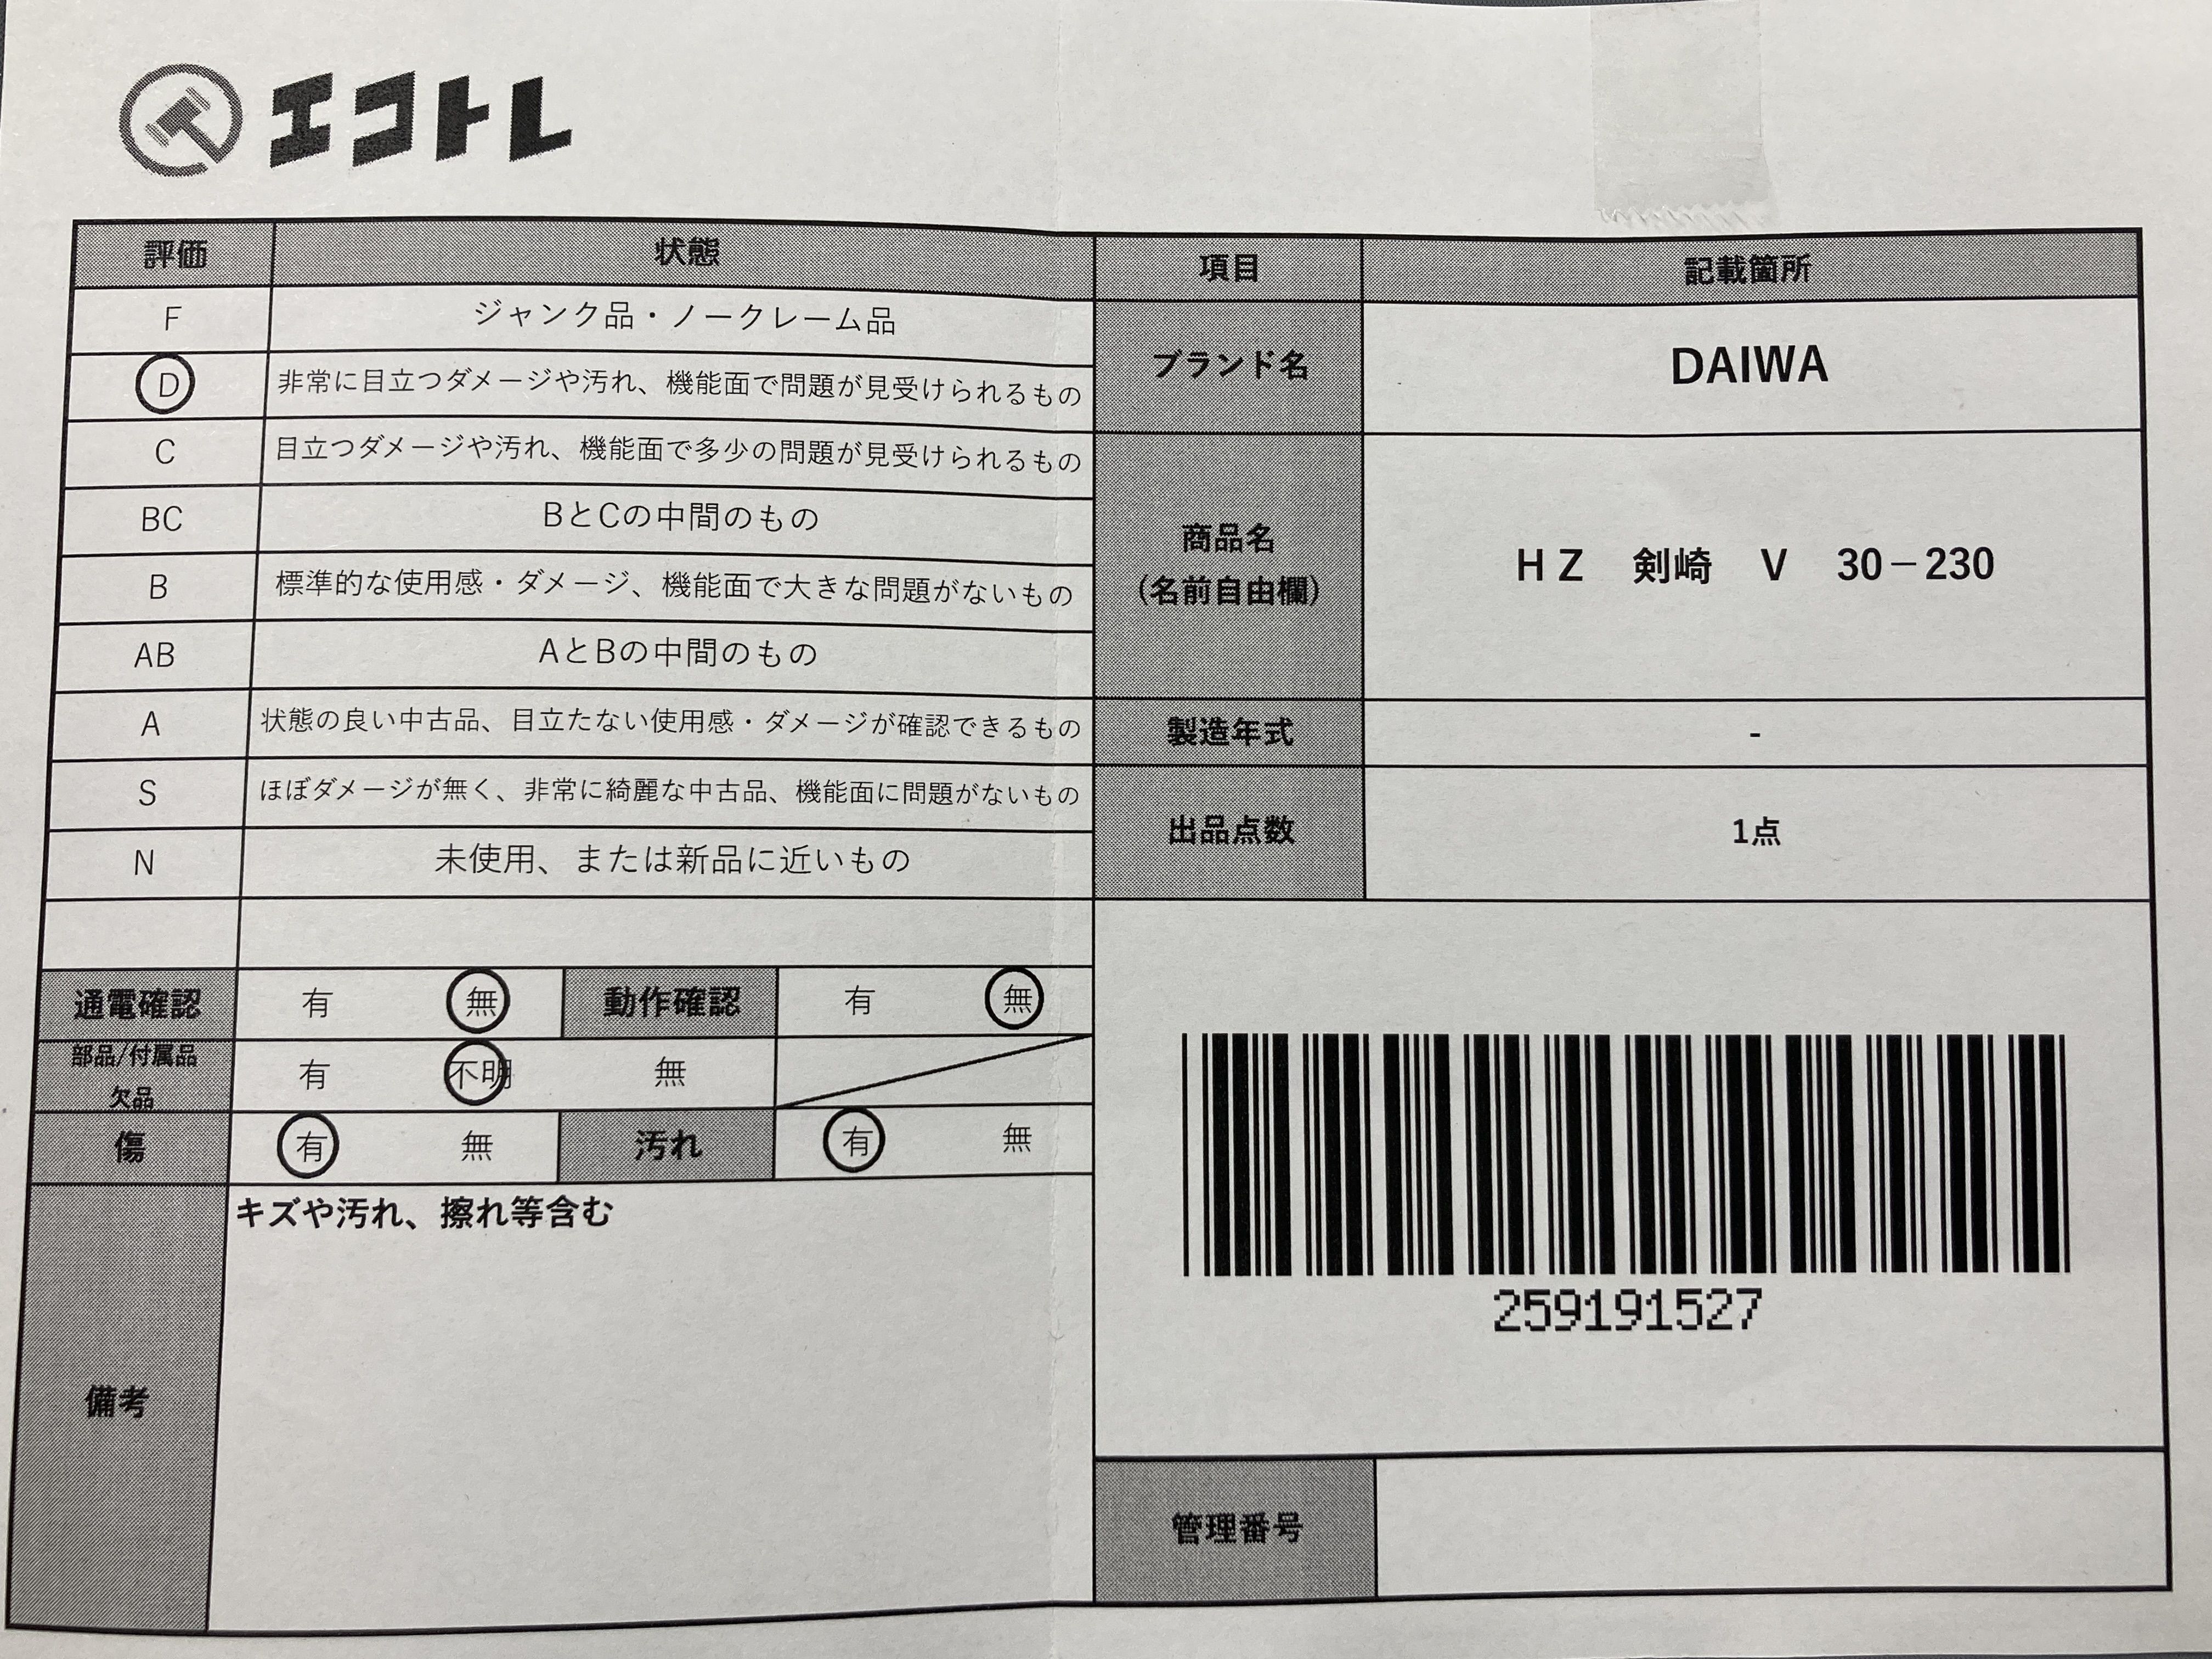 エコトレ
評価 状態
F ジャンク品・ノークレーム品
D 非常に目立つダメージや汚れ、機能面で問題が見受けられるもの
C 目立つダメージや汚れ、機能面で多少の問題が見受けられるもの
BC BとCの中間のもの
B 標準的な使用感・ダメージ、機能面で大きな問題がないもの
AB AとBの中間のもの
A 状態の良い中古品、目立たない使用感・ダメージが確認できるもの
S ほぼダメージが無く、非常に綺麗な中古品、機能面に問題がないもの
N 未使用、または新品に近いもの
通電確認 有 無 動作確認 有 無
部品/付属品
欠品 有 不明 無
傷 有 無 汚れ 有 無
備考 キズや汚れ、擦れ等含む
項目 記載箇所
ブランド名 DAIWA
商品名
(名前自由欄) HZ 剣崎 V 30－230
製造年式 -
出品点数 1点
259191527
管理番号